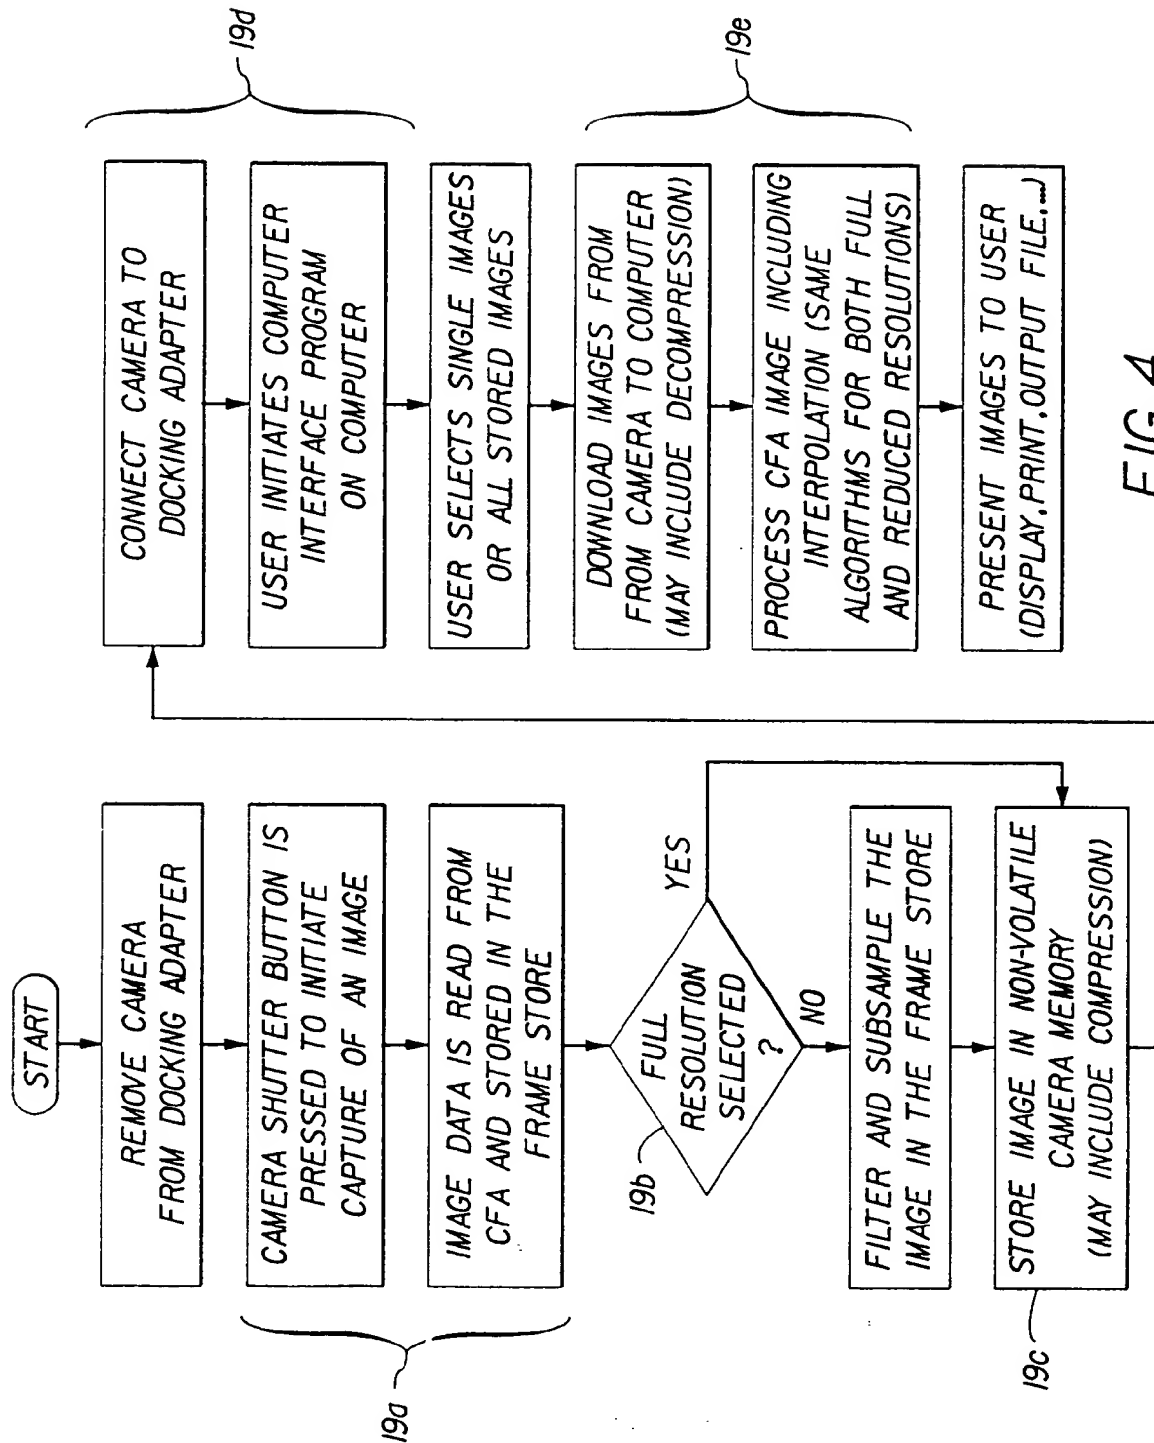 START
REMOVE CAMERA
FROM DOCKING ADAPTER
CAMERA SHUTTER BUTTON IS
PRESSED TO INITIATE
CAPTURE OF AN IMAGE
IMAGE DATA IS READ FROM
CFA AND STORED IN THE
FRAME STORE
19a
FULL
RESOLUTION
SELECTED
?
YES
NO
19b
FILTER AND SUBSAMPLE THE
IMAGE IN THE FRAME STORE
STORE IMAGE IN NON-VOLATILE
CAMERA MEMORY
(MAY INCLUDE COMPRESSION)
19c
CONNECT CAMERA TO
DOCKING ADAPTER
USER INITIATES COMPUTER
INTERFACE PROGRAM
ON COMPUTER
19d
USER SELECTS SINGLE IMAGES
OR ALL STORED IMAGES
DOWNLOAD IMAGES FROM
FROM CAMERA TO COMPUTER
(MAY INCLUDE DECOMPRESSION)
PROCESS CFA IMAGE INCLUDING
INTERPOLATION (SAME
ALGORITHMS FOR BOTH FULL
AND REDUCED RESOLUTIONS)
19e
PRESENT IMAGES TO USER
(DISPLAY,PRINT,OUTPUT FILE,...)
FIG. 4